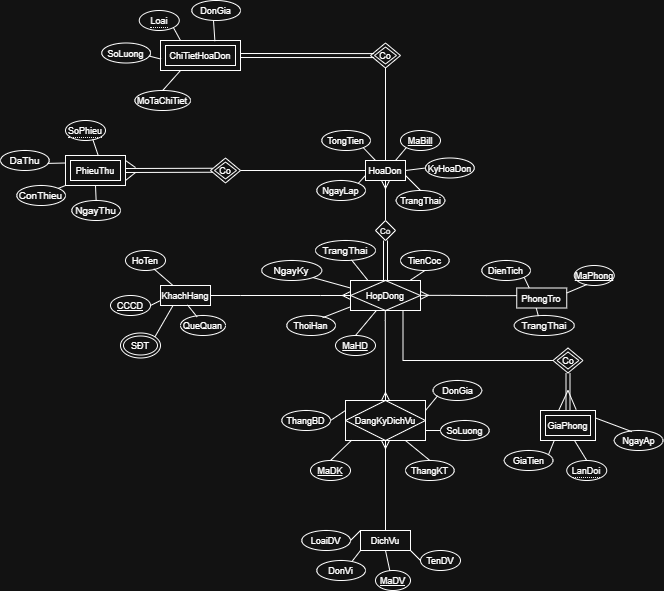 DonGia
Loai
SoLuong
ChiTietHoaDon
Co
MoTaChiTiet
SoPhieu
TongTien
MaBill
DaThu
PhieuThu
Co
HoaDon
KyHoaDon
ConThieu
NgayThu
NgayLap
TrangThai
Co
TrangThai
HoTen
NgayKy
TienCoc
DienTich
MaPhong
KhachHang
HopDong
PhongTro
CCCD
QueQuan
ThoiHan
TrangThai
SĐT
MaHD
Co
DonGia
ThangBD
DangKyDichVu
SoLuong
GiaPhong
NgayAp
MaDK
ThangKT
GiaTien
LanDoi
LoaiDV
DichVu
DonVi
TenDV
MaDV